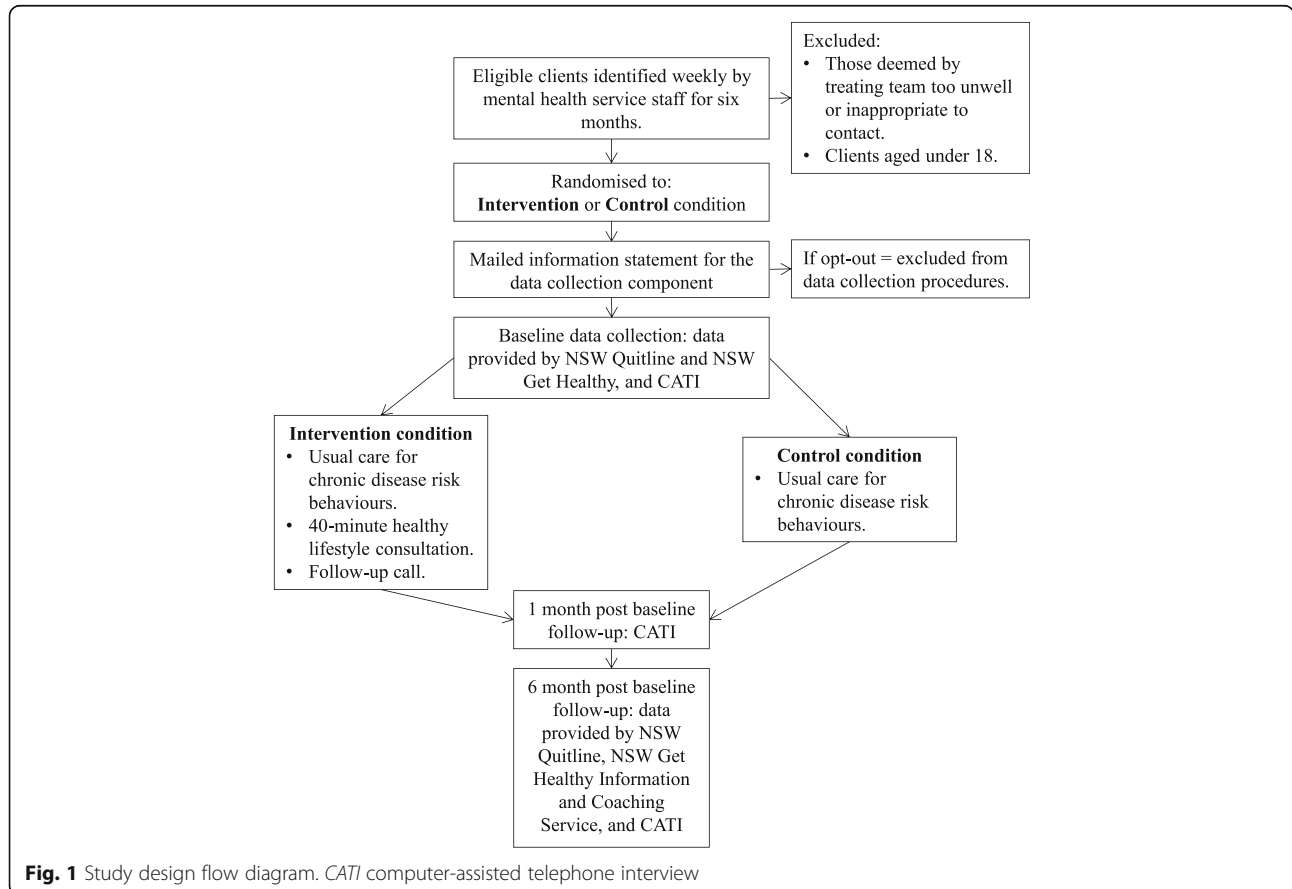 Eligible clients identified weekly by
mental health service staff for six
months.
Excluded:
• Those deemed by
treating team too unwell
or inappropriate to
contact.
• Clients aged under 18.
Randomised to:
Intervention or Control condition
Mailed information statement for the
data collection component
If opt-out = excluded from
data collection procedures.
Baseline data collection: data
provided by NSW Quitline and NSW
Get Healthy, and CATI
Intervention condition
• Usual care for
chronic disease risk
behaviours.
• 40-minute healthy
lifestyle consultation.
• Follow-up call.
Control condition
• Usual care for
chronic disease risk
behaviours.
1 month post baseline
follow-up: CATI
6 month post baseline
follow-up: data
provided by NSW
Quitline, NSW Get
Healthy Information
and Coaching
Service, and CATI
Fig. 1 Study design flow diagram. CATI computer-assisted telephone interview